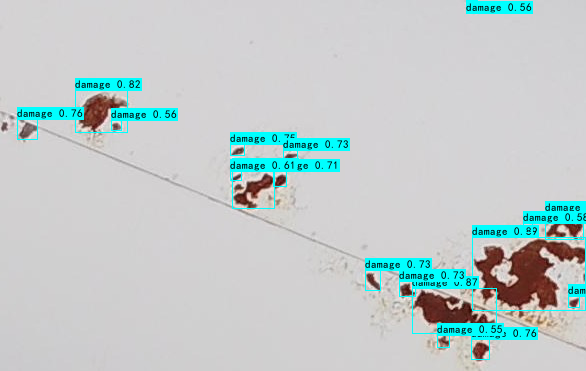 damage 0.56
damage 0.82
damage 0.76
damage 0.56
damage 0.75
damage 0.73
damage 0.61
ge 0.71
damage
damage 0.58
damage 0.89
damage 0.73
damage 0.73
damage 0.87
dam
damage 0.55
0.76